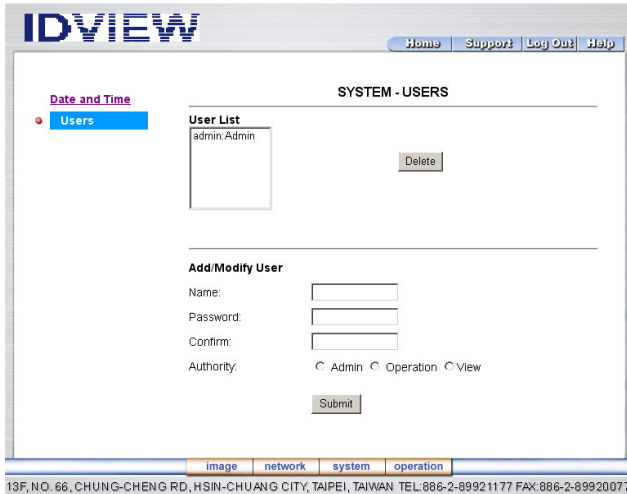 IDVIEW
Home Support Log Out Help
SYSTEM - USERS
Date and Time
Users
User List
admin:Admin
Delete
Add/Modify User
Name:
Password:
Confirm:
Authority: Admin Operation View
Submit
image network system operation
13F, NO. 66, CHUNG-CHENG RD, HSIN-CHUANG CITY, TAIPEI, TAIWAN TEL:886-2-89921177 FAX:886-2-89920077